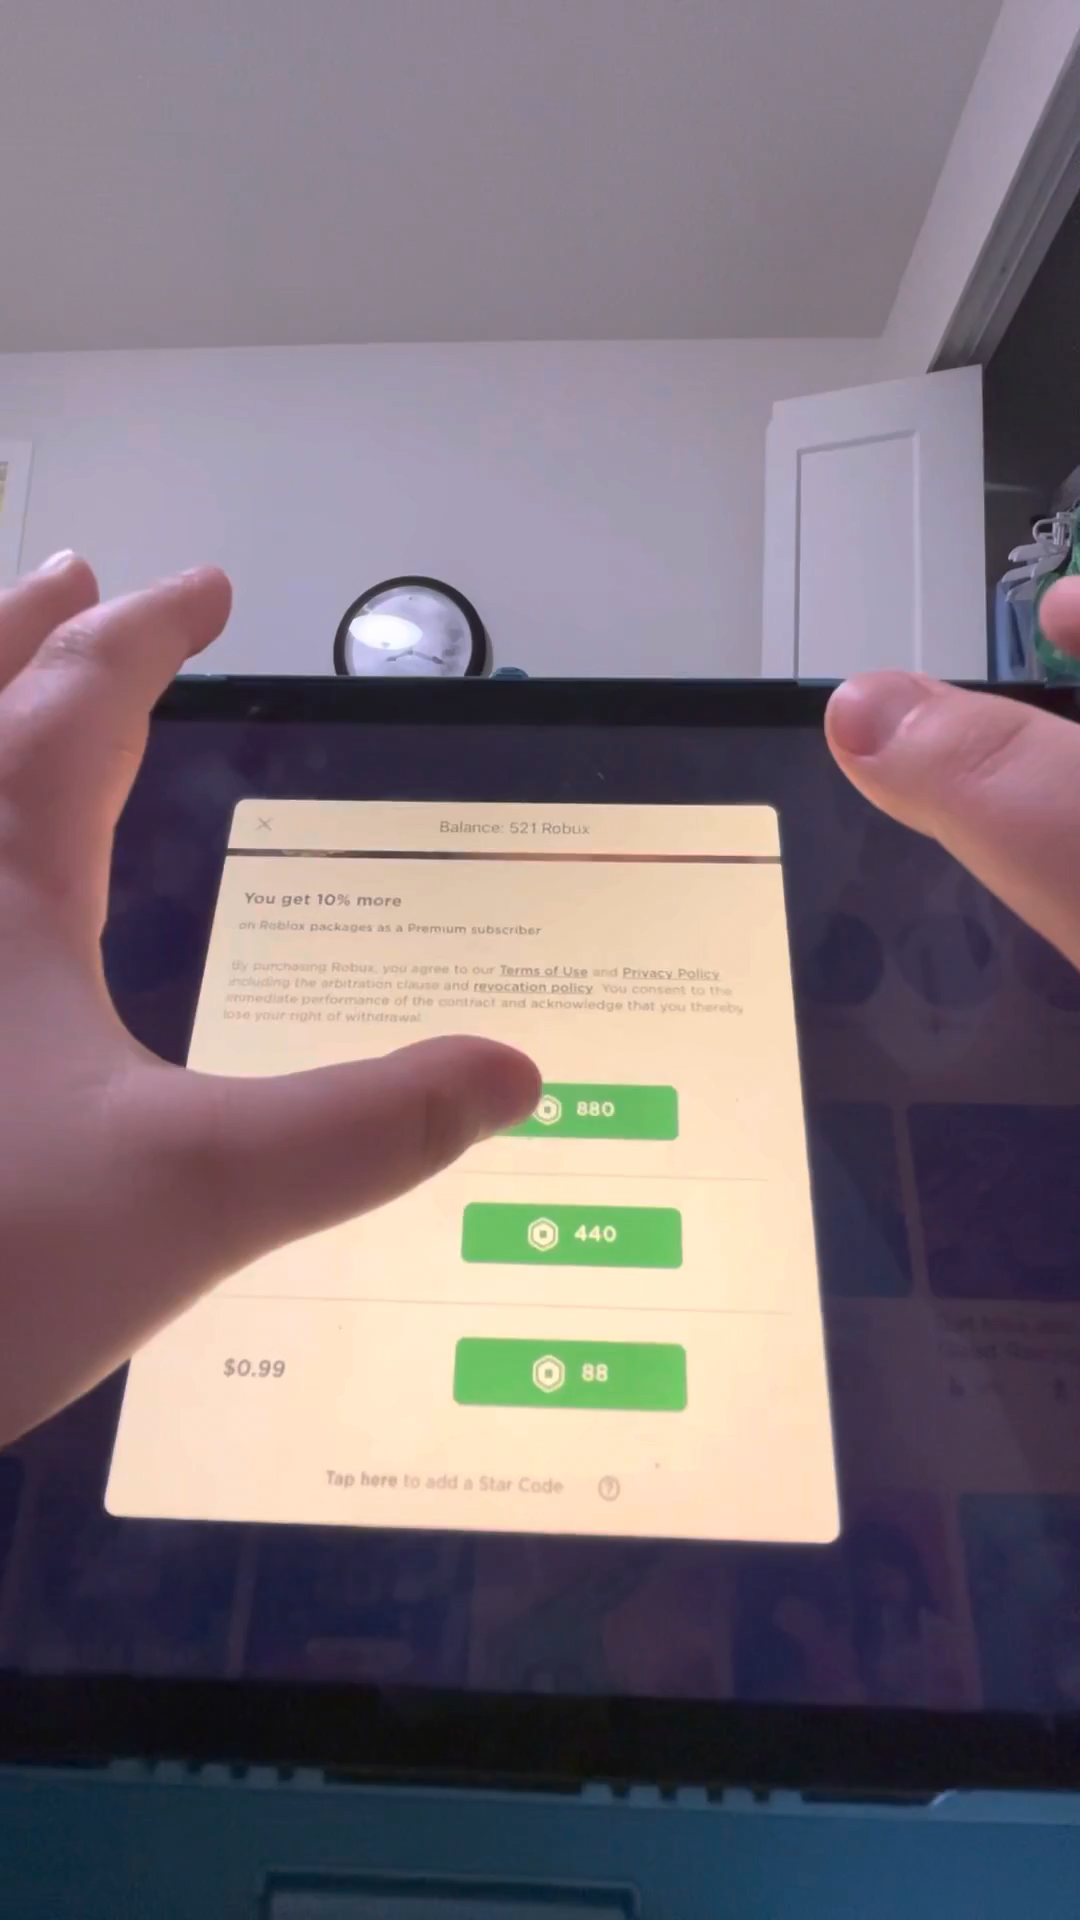 Balance: 521 Robux
You get 10% more
on Roblox packages as a Premium subscriber
By purchasing Robux, you agree to our Terms of Use and Privacy Policy
including the arbitration clause and revocation policy. You consent to the
immediate performance of the contract and acknowledge that you thereby
lose your right of withdrawal.
880
440
$0.99 88
Tap here to add a Star Code ?